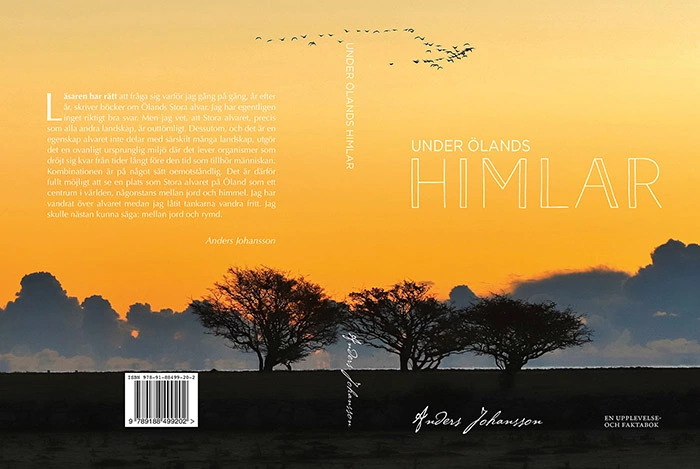 Läsaren har rätt att fråga sig varför jag gång på gång, år efter
år, skriver böcker om Ölands Stora alvar. Jag har egentligen
inget riktigt bra svar. Men jag vet, att Stora alvaret, precis
som alla andra landskap, är outtömligt. Dessutom, och det är en
egenskap alvaret inte delar med särskilt många landskap, utgör
det en ovanligt ursprunglig miljö där det lever organismer som
dröjt sig kvar från tider långt före den tid som tillhör människan.
Kombinationen är på något sätt oemotståndlig. Det är därför
fullt möjligt att se en plats som Stora alvaret på Öland som ett
centrum i världen, någonstans mellan jord och himmel. Jag har
vandrat över alvaret medan jag låtit tankarna vandra fritt. Jag
skulle nästan kunna säga: mellan jord och rymd.
Anders Johansson
ISBN 978-91-88499-20-2
9 789188 499202 >
UNDER ÖLANDS HIMLAR
Anders Johansson
UNDER ÖLANDS
HIMLAR
Anders Johansson
EN UPPLEVELSE-
OCH FAKTABOK